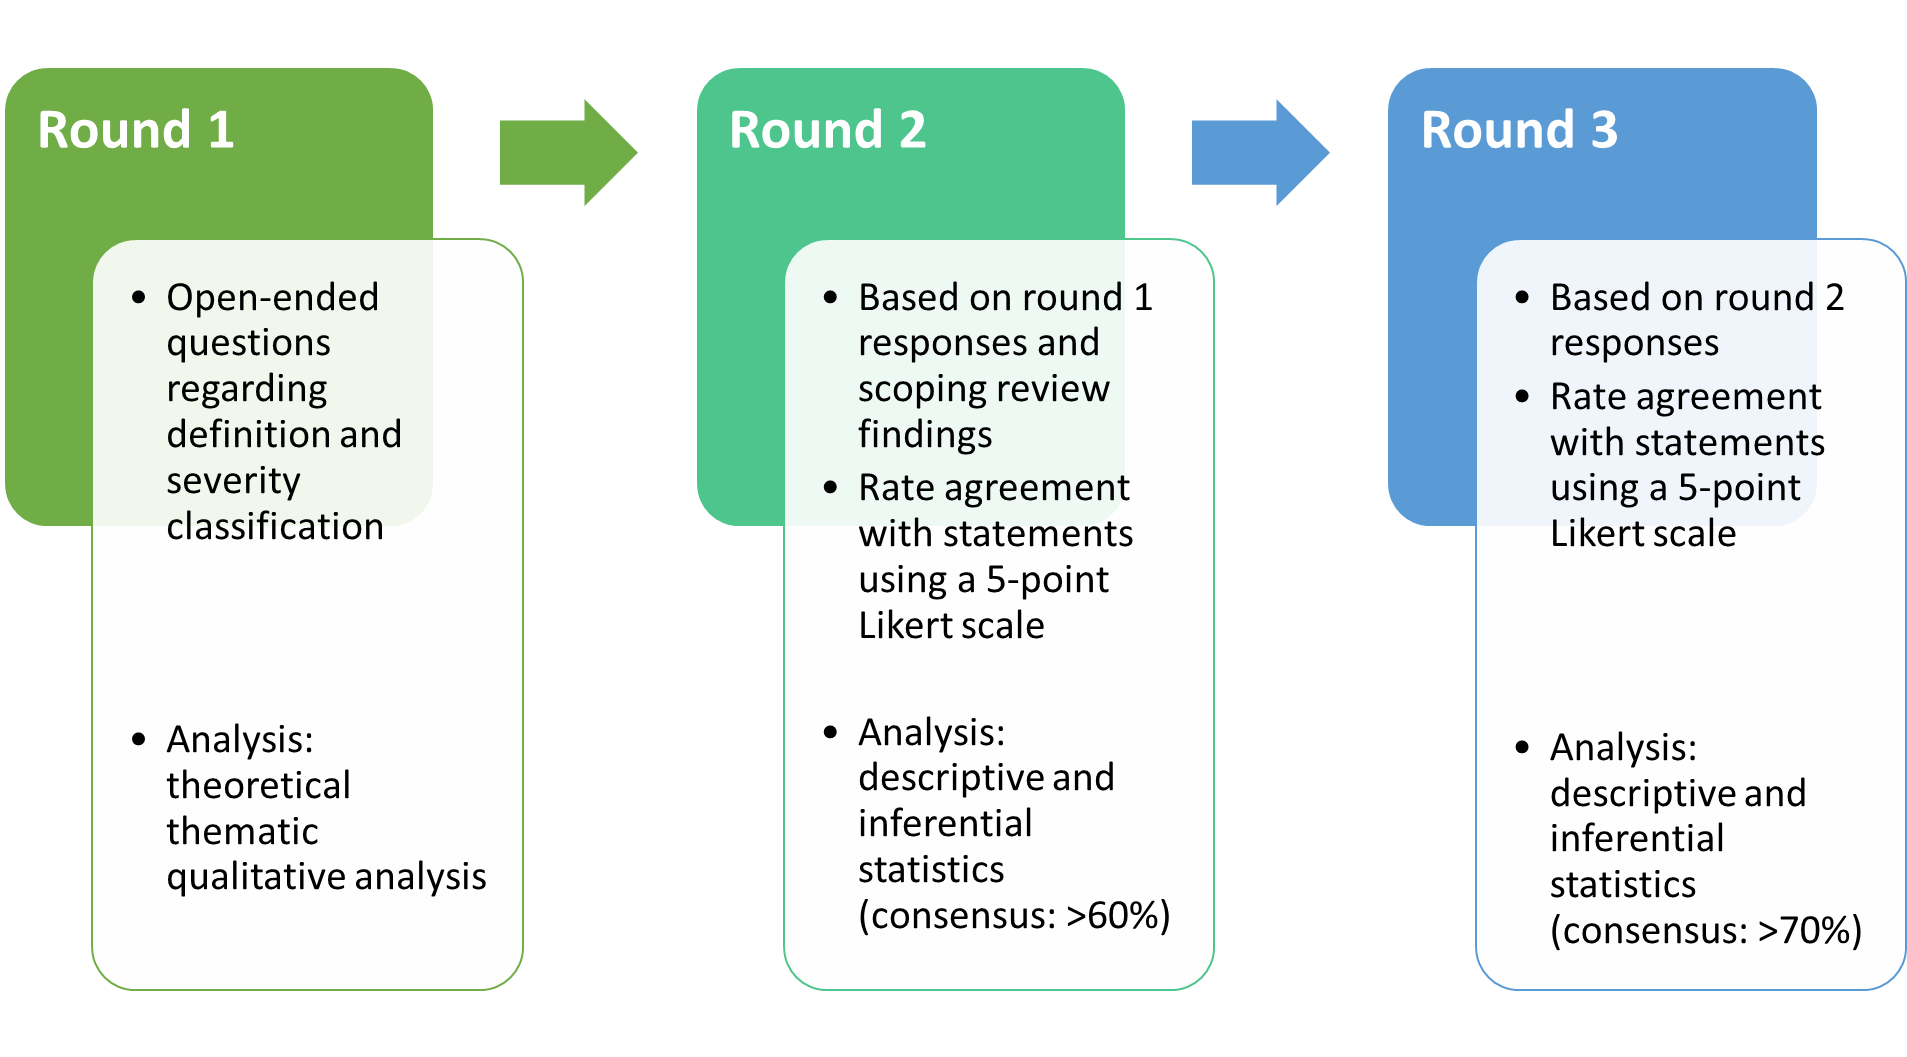 Round 1
• Open-ended
questions
regarding
definition and
severity
classification
• Analysis:
theoretical
thematic
qualitative analysis
Round 2
• Based on round 1
responses and
scoping review
findings
• Rate agreement
with statements
using a 5-point
Likert scale
• Analysis:
descriptive and
inferential
statistics
(consensus: >60%)
Round 3
• Based on round 2
responses
• Rate agreement
with statements
using a 5-point
Likert scale
• Analysis:
descriptive and
inferential
statistics
(consensus: >70%)